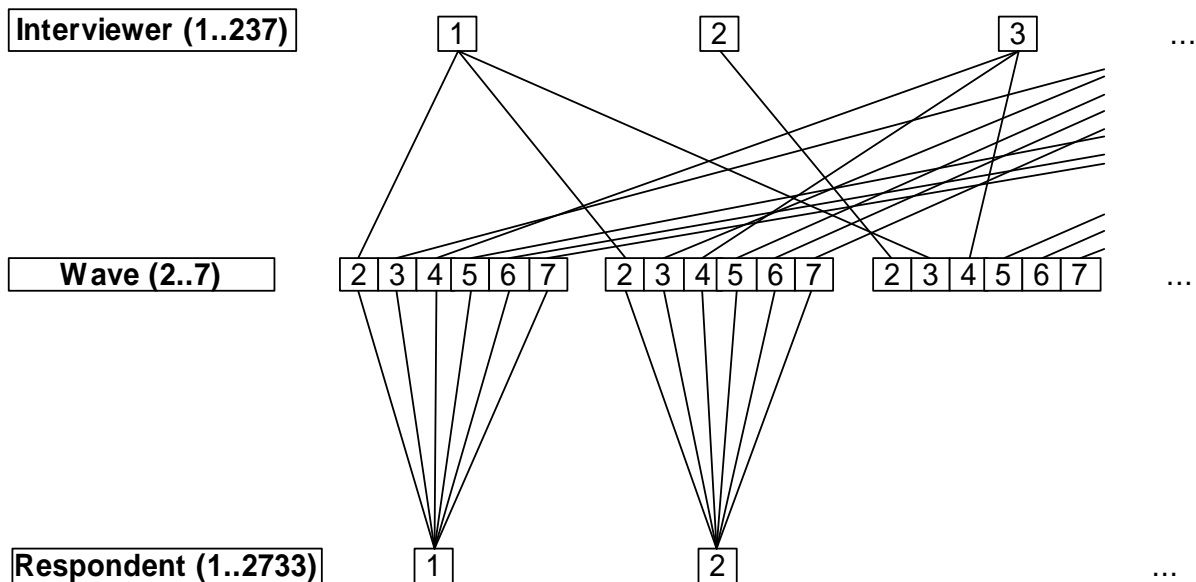 Interviewer (1..237) 1 2 3 ...
Wave (2..7) 2 3 4 5 6 7 2 3 4 5 6 7 2 3 4 5 6 7 ...
Respondent (1..2733) 1 2 ...